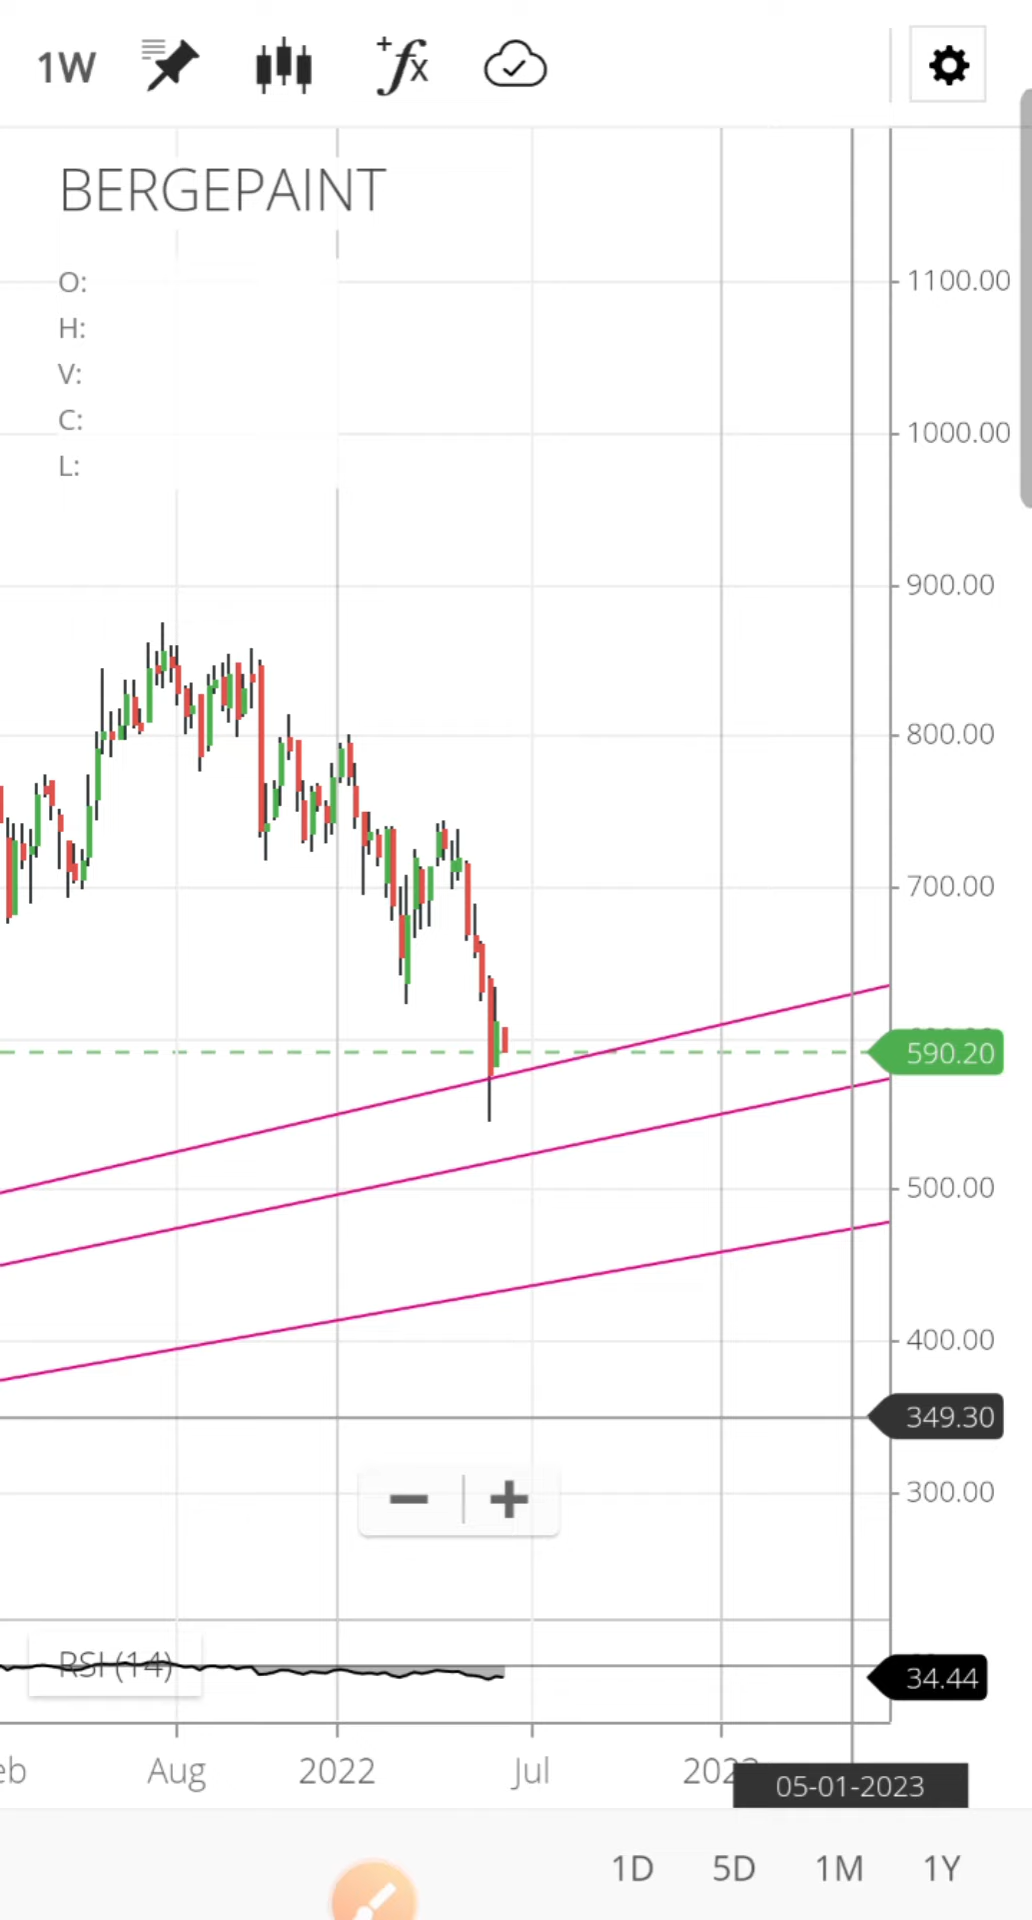 1W
+fx
BERGEPAINT
O:
H:
V:
C:
L:
1100.00
1000.00
900.00
800.00
700.00
590.20
500.00
400.00
349.30
300.00
RSI (14)
34.44
Aug 2022 Jul
05-01-2023
1D 5D 1M 1Y